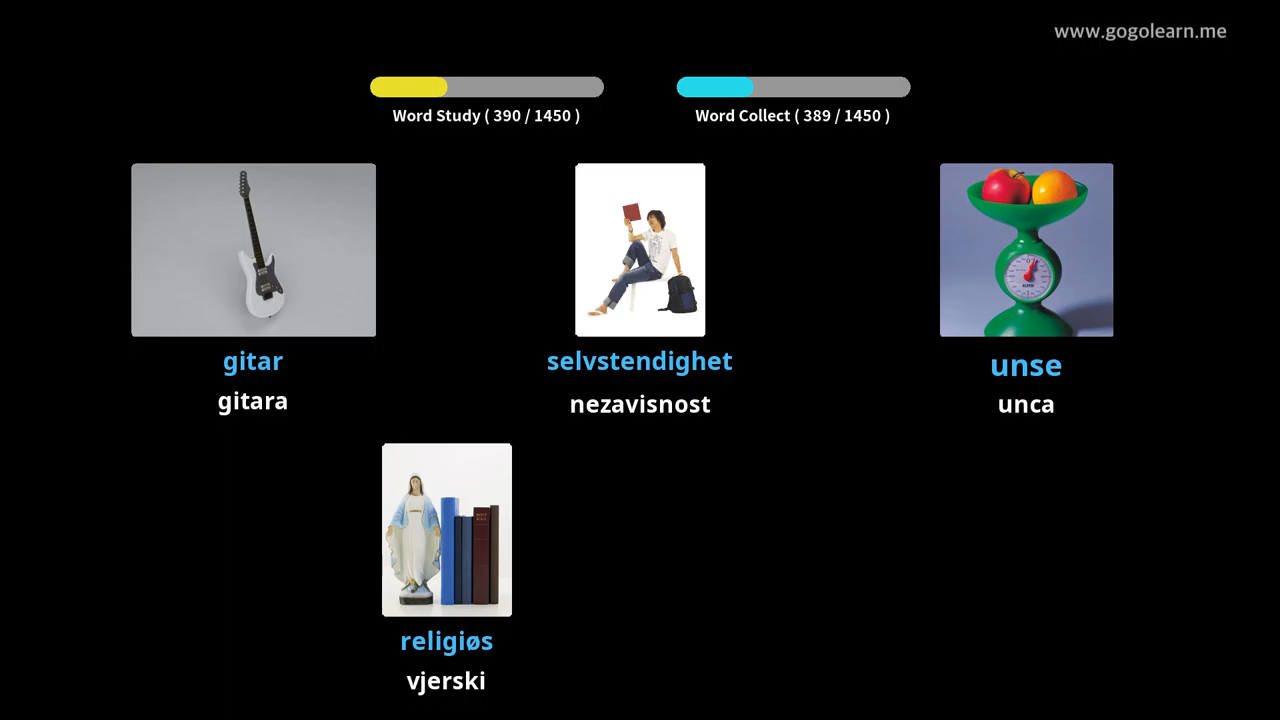 www.gogolearn.me
Word Study ( 390 / 1450 )
Word Collect ( 389 / 1450 )
gitar
gitara
selvstendighet
nezavisnost
unse
unca
religiøs
vjerski